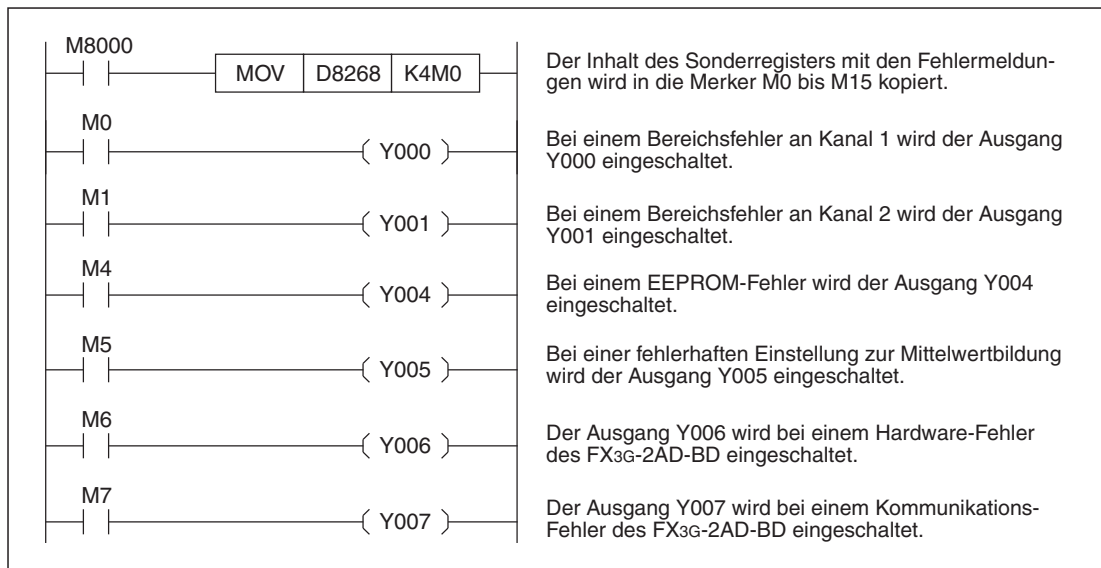 M8000
MOV D8268 K4M0
Der Inhalt des Sonderregisters mit den Fehlermeldun-
gen wird in die Merker M0 bis M15 kopiert.
M0
Y000
Bei einem Bereichsfehler an Kanal 1 wird der Ausgang
Y000 eingeschaltet.
M1
Y001
Bei einem Bereichsfehler an Kanal 2 wird der Ausgang
Y001 eingeschaltet.
M4
Y004
Bei einem EEPROM-Fehler wird der Ausgang Y004
eingeschaltet.
M5
Y005
Bei einer fehlerhaften Einstellung zur Mittelwertbildung
wird der Ausgang Y005 eingeschaltet.
M6
Y006
Der Ausgang Y006 wird bei einem Hardware-Fehler
des FX3G-2AD-BD eingeschaltet.
M7
Y007
Der Ausgang Y007 wird bei einem Kommunikations-
Fehler des FX3G-2AD-BD eingeschaltet.